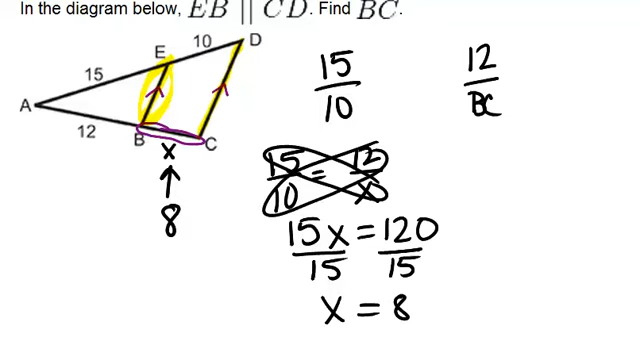 In the diagram below, EB || CD. Find BC.
D
10
E
15
A
12
B
C
x
8
15/10
12/BC
15/10 = 12/x
15x = 120
15 15
x = 8